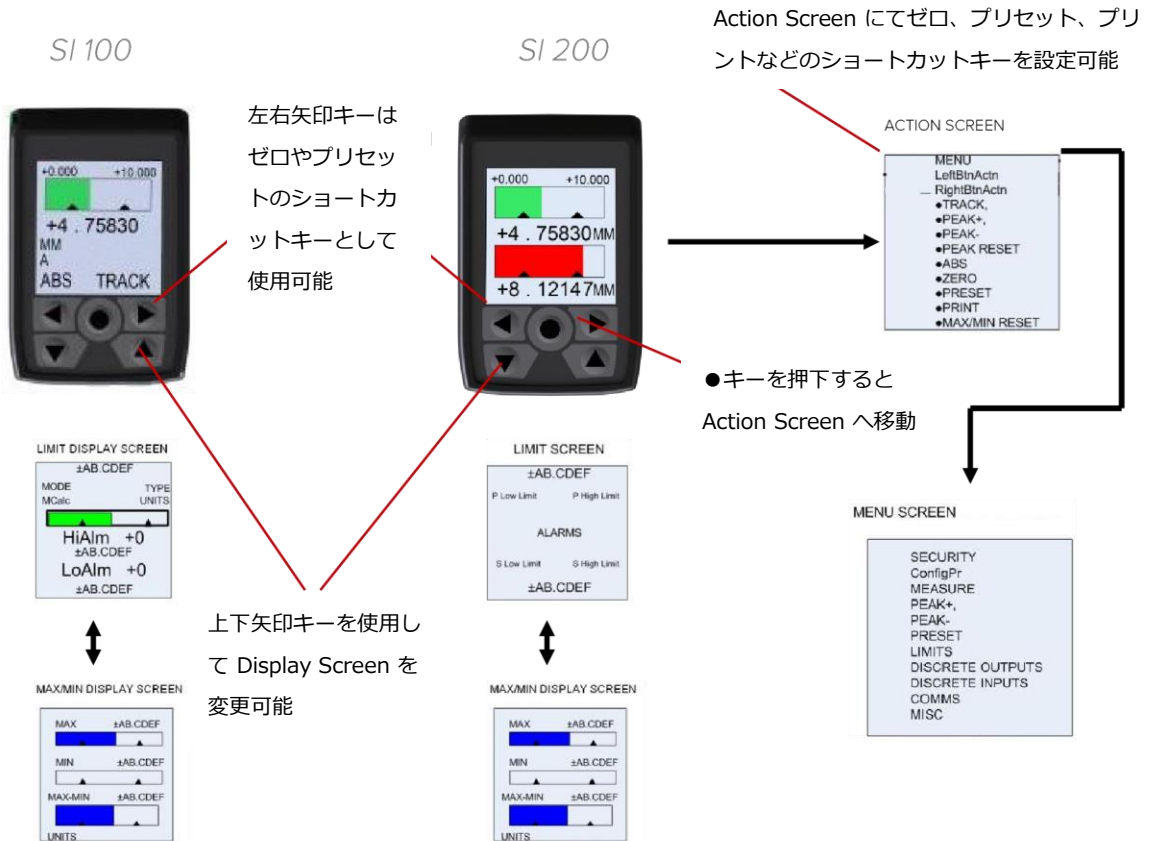 SI 100
SI 200
Action Screen にてゼロ、プリセット、プリ
ントなどのショートカットキーを設定可能
左右矢印キーは
ゼロやプリセッ
トのショートカ
ットキーとして
使用可能
+0.000 +10.000
+4 . 75830
MM
A
ABS TRACK
+0.000 +10.000
+4 . 75830MM
+8 . 12147MM
ACTION SCREEN
MENU
LeftBtnActn
RightBtnActn
●TRACK,
●PEAK+,
●PEAK-
●PEAK RESET
●ABS
●ZERO
●PRESET
●PRINT
●MAX/MIN RESET
●キーを押下すると
Action Screen へ移動
LIMIT DISPLAY SCREEN
±AB.CDEF
MODE TYPE
MCalc UNITS
HiAlm +0
±AB.CDEF
LoAlm +0
±AB.CDEF
LIMIT SCREEN
±AB.CDEF
P Low Limit P High Limit
ALARMS
S Low Limit S High Limit
±AB.CDEF
MENU SCREEN
SECURITY
ConfigPr
MEASURE
PEAK+,
PEAK-
PRESET
LIMITS
DISCRETE OUTPUTS
DISCRETE INPUTS
COMMS
MISC
上下矢印キーを使用し
て Display Screen を
変更可能
MAX/MIN DISPLAY SCREEN
MAX ±AB.CDEF
MIN ±AB.CDEF
MAX-MIN ±AB.CDEF
UNITS
MAX/MIN DISPLAY SCREEN
MAX ±AB.CDEF
MIN ±AB.CDEF
MAX-MIN ±AB.CDEF
UNITS